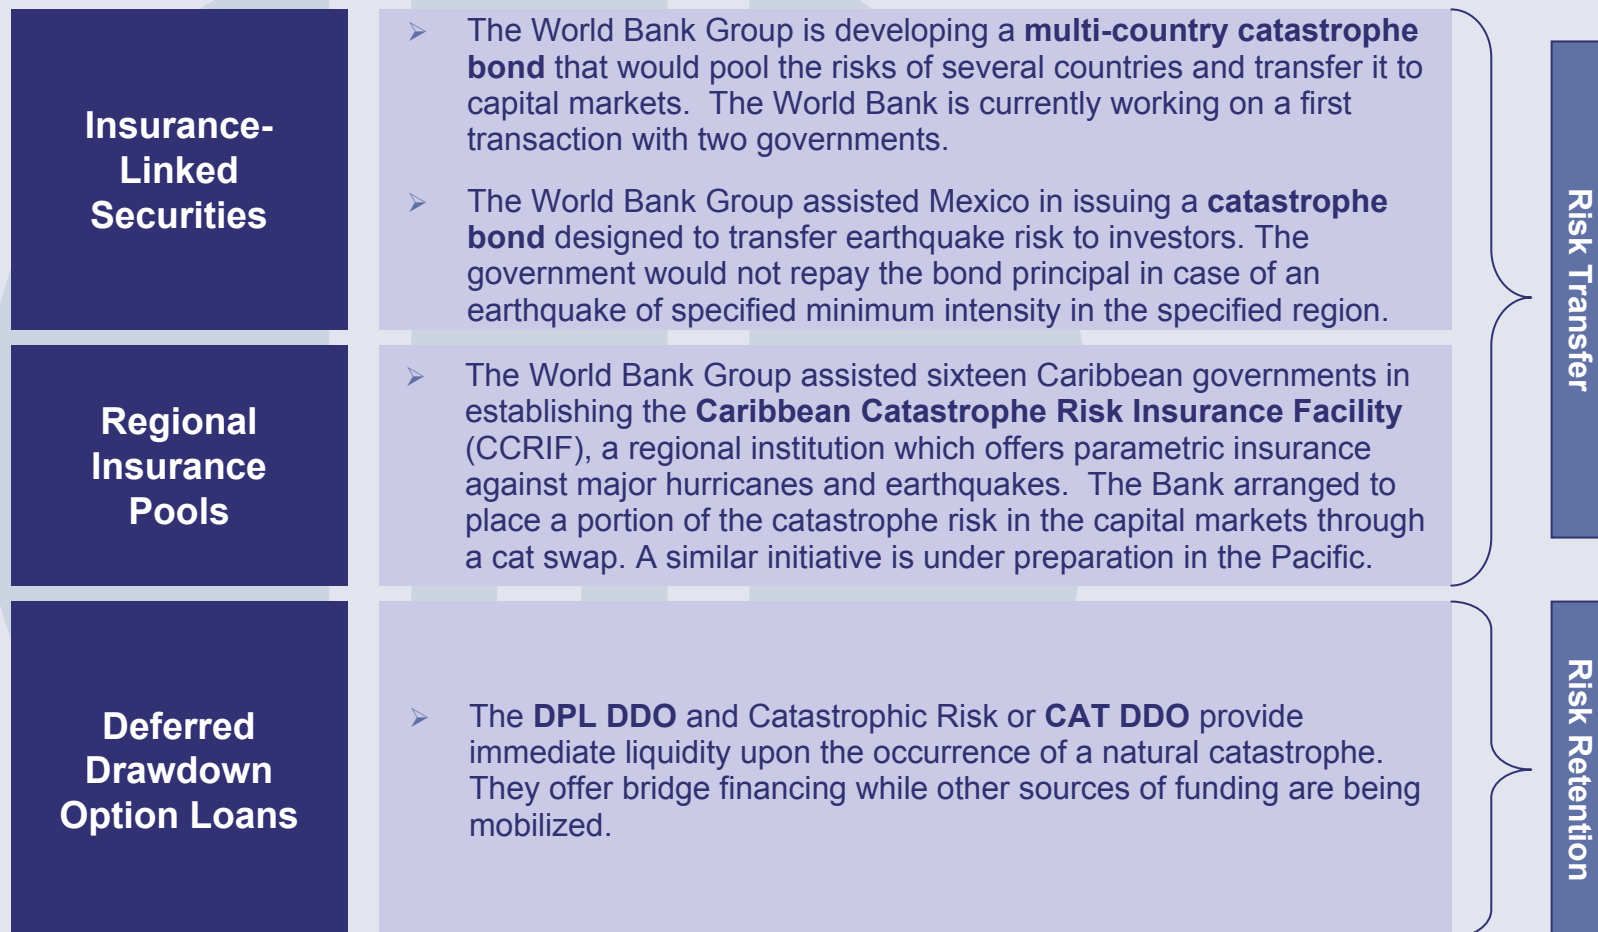 Insurance-
Linked
Securities
The World Bank Group is developing a multi-country catastrophe
bond that would pool the risks of several countries and transfer it to
capital markets.  The World Bank is currently working on a first
transaction with two governments.
The World Bank Group assisted Mexico in issuing a catastrophe
bond designed to transfer earthquake risk to investors. The
government would not repay the bond principal in case of an
earthquake of specified minimum intensity in the specified region.
Risk Transfer
Regional
Insurance
Pools
The World Bank Group assisted sixteen Caribbean governments in
establishing the Caribbean Catastrophe Risk Insurance Facility
(CCRIF), a regional institution which offers parametric insurance
against major hurricanes and earthquakes.  The Bank arranged to
place a portion of the catastrophe risk in the capital markets through
a cat swap. A similar initiative is under preparation in the Pacific.
Deferred
Drawdown
Option Loans
The DPL DDO and Catastrophic Risk or CAT DDO provide
immediate liquidity upon the occurrence of a natural catastrophe.
They offer bridge financing while other sources of funding are being
mobilized.
Risk Retention